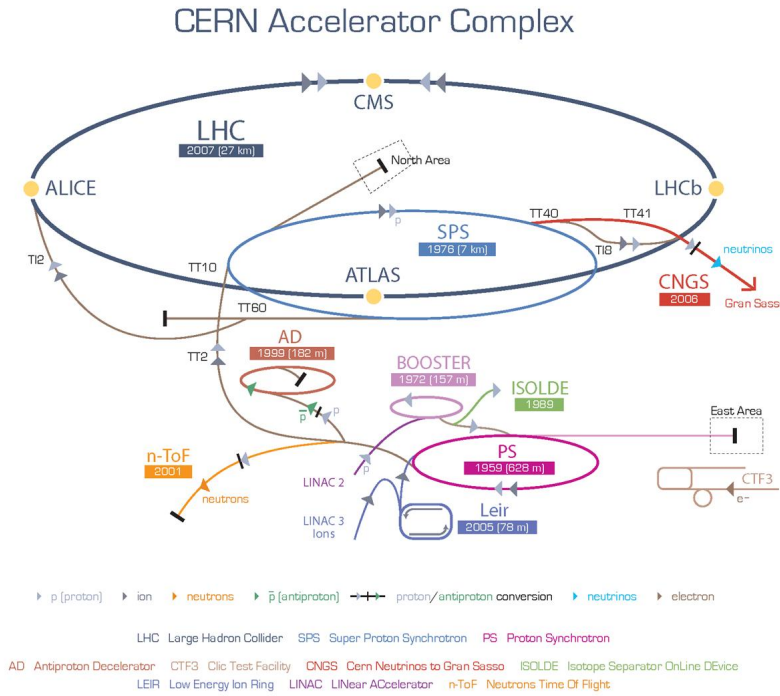 CERN Accelerator Complex
CMS
LHC
2007 (27 km)
North Area
ALICE
LHCb
TT40
TT41
SPS
1976 (7 km)
p
TI8
neutrinos
TI2
TT10
ATLAS
CNGS
2006
Gran Sass
TT60
AD
1999 (182 m)
TT2
BOOSTER
1972 (157 m)
ISOLDE
1989
p̅
p
East Area
n-ToF
2001
PS
1959 (628 m)
LINAC 2
p
neutrons
CTF3
e-
LINAC 3
Ions
Leir
2005 (78 m)
p [proton] ion neutrons p̅ [antiproton] proton/antiproton conversion neutrinos electron
LHC Large Hadron Collider SPS Super Proton Synchrotron PS Proton Synchrotron
AD Antiproton Decelerator CTF3 Clic Test Facility CNGS Cern Neutrinos to Gran Sasso ISOLDE Isotope Separator OnLine DEvice
LEIR Low Energy Ion Ring LINAC LINear ACcelerator n-ToF Neutrons Time Of Flight